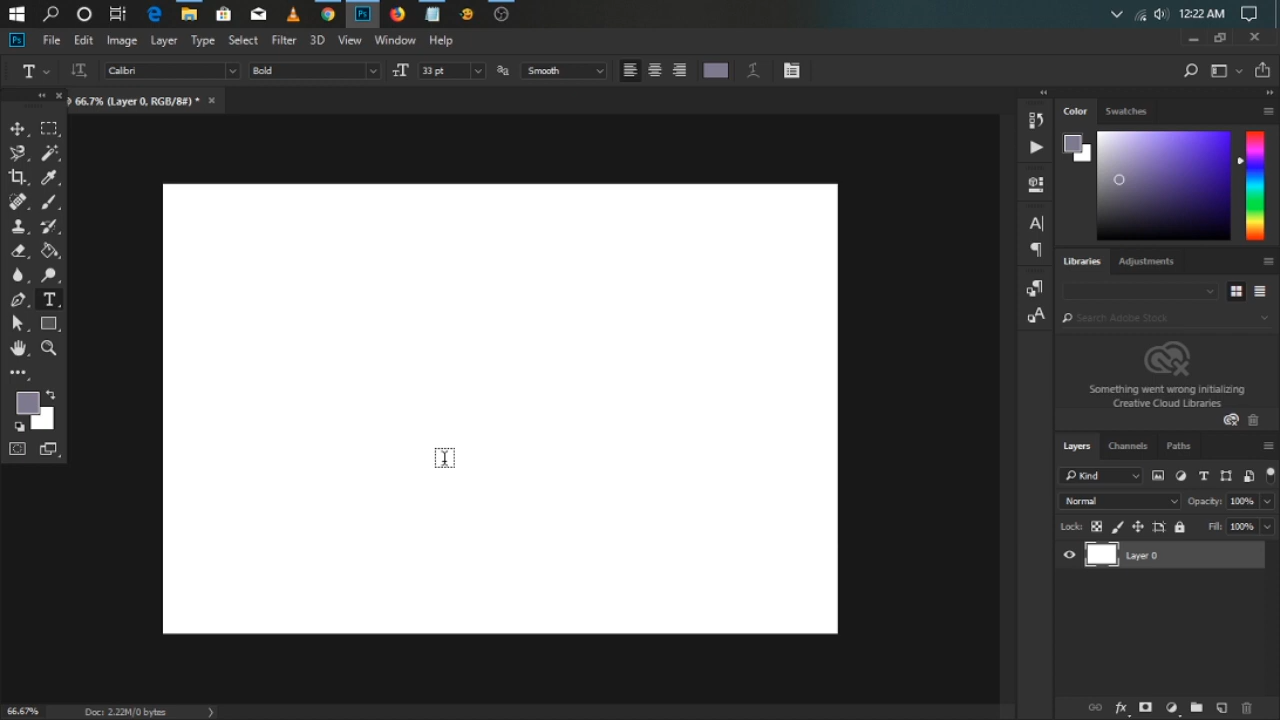 12:22 AM
Ps File Edit Image Layer Type Select Filter 3D View Window Help
T Calibri Bold 33 pt aa Smooth
66.7% (Layer 0, RGB/8#) * ×
Color Swatches
Libraries Adjustments
Search Adobe Stock
Something went wrong initializing
Creative Cloud Libraries
Layers Channels Paths
Kind
Normal Opacity: 100%
Lock: Fill: 100%
Layer 0
66.67% Doc: 2.22M/0 bytes